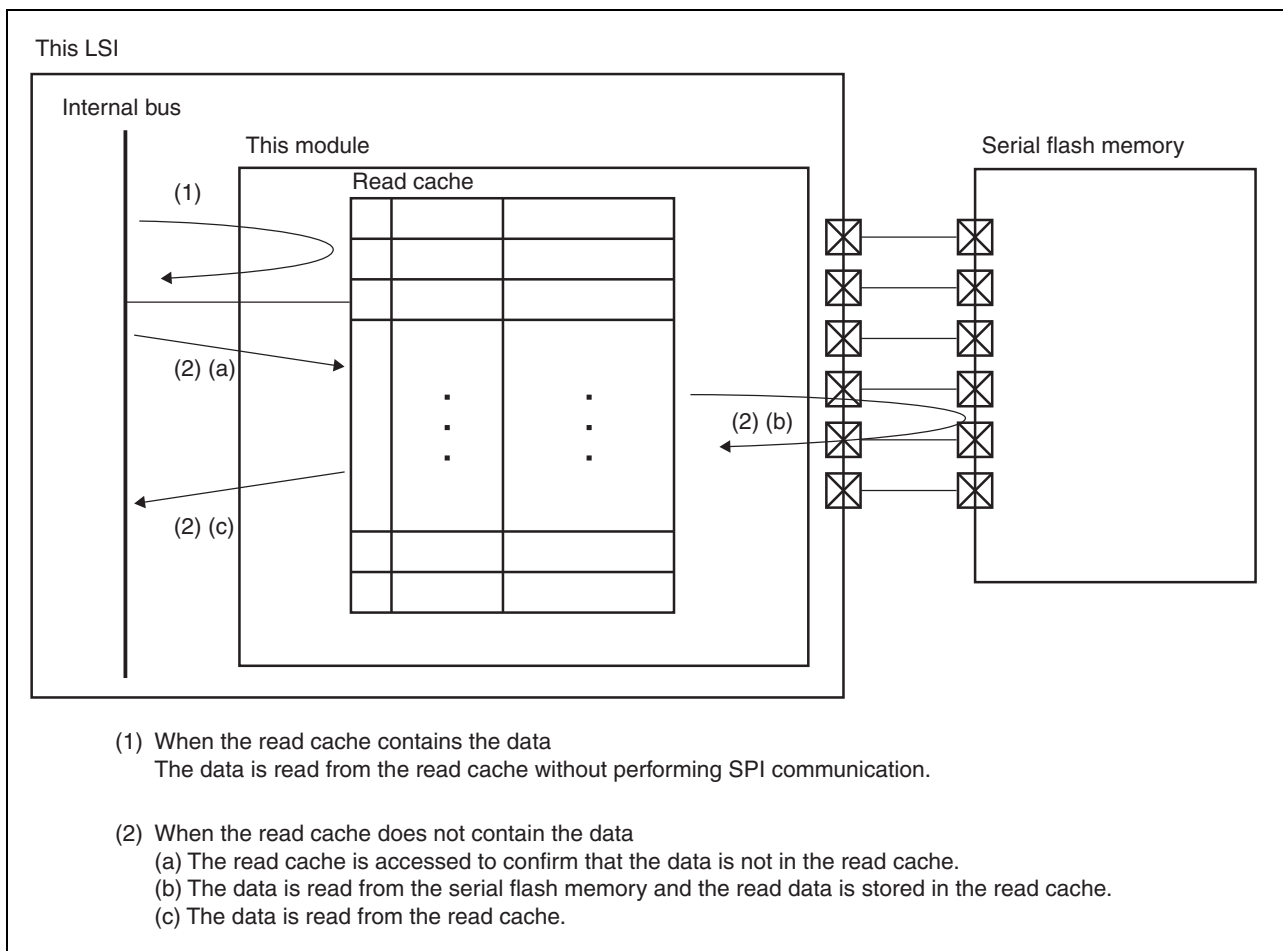 This LSI
Internal bus
This module
Serial flash memory
Read cache
(1)
(2) (a)
(2) (b)
(2) (c)
(1) When the read cache contains the data
The data is read from the read cache without performing SPI communication.
(2) When the read cache does not contain the data
(a) The read cache is accessed to confirm that the data is not in the read cache.
(b) The data is read from the serial flash memory and the read data is stored in the read cache.
(c) The data is read from the read cache.